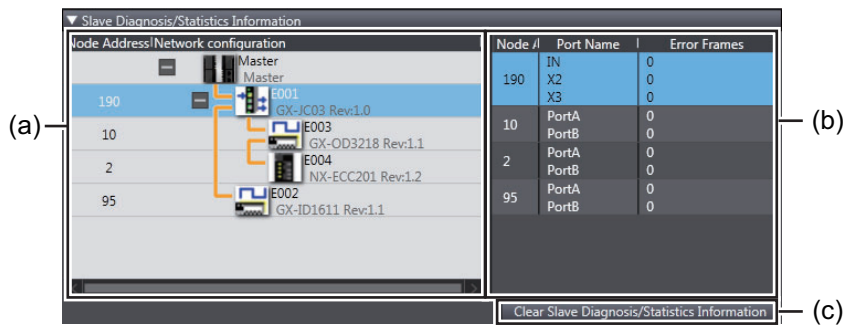 ▼ Slave Diagnosis/Statistics Information
Node Address Network configuration
Master
Master
190
E001
GX-JC03 Rev:1.0
10
E003
GX-OD3218 Rev:1.1
2
E004
NX-ECC201 Rev:1.2
95
E002
GX-ID1611 Rev:1.1
(a)
Node A Port Name Error Frames
190
IN 0
X2 0
X3 0
10
PortA 0
PortB 0
2
PortA 0
PortB 0
95
PortA 0
PortB 0
(b)
Clear Slave Diagnosis/Statistics Information
(c)